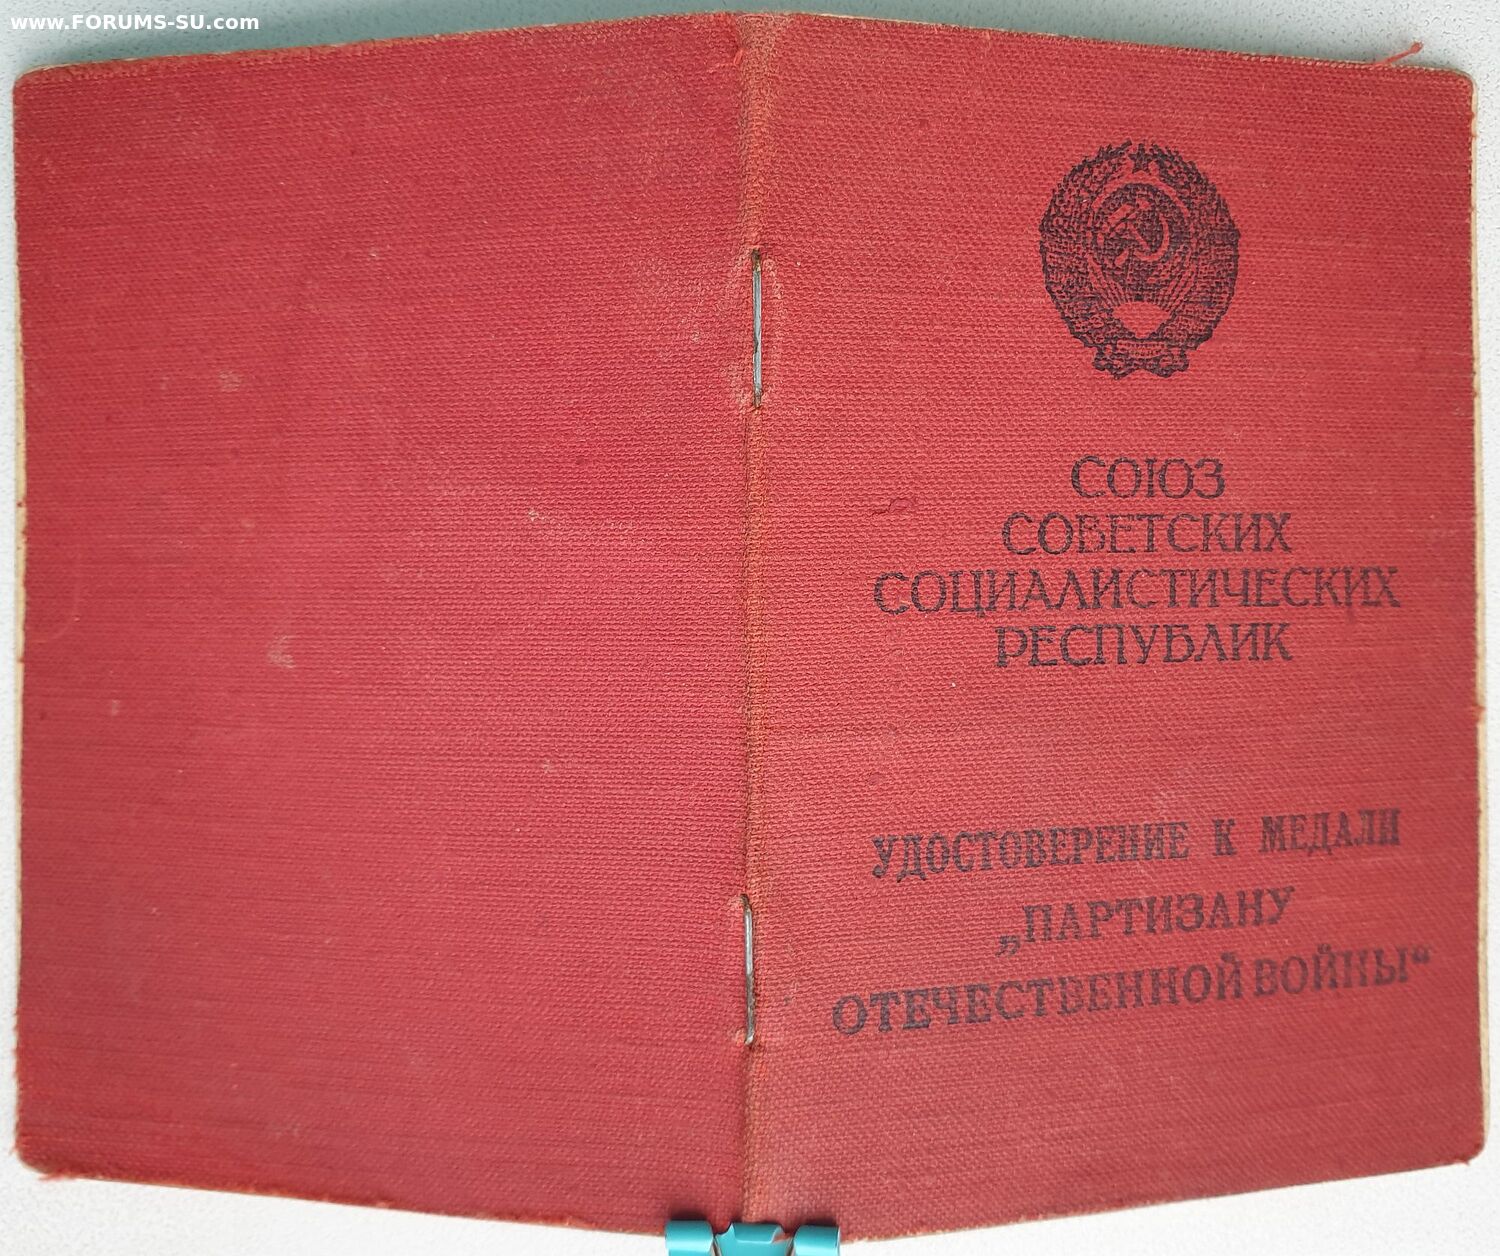 www.FORUMS-SU.com
СОЮЗ
СОВЕТСКИХ
СОЦИАЛИСТИЧЕСКИХ
РЕСПУБЛИК
УДОСТОВЕРЕНИЕ К МЕДАЛИ
„ПАРТИЗАНУ
ОТЕЧЕСТВЕННОЙ ВОЙНЫ“